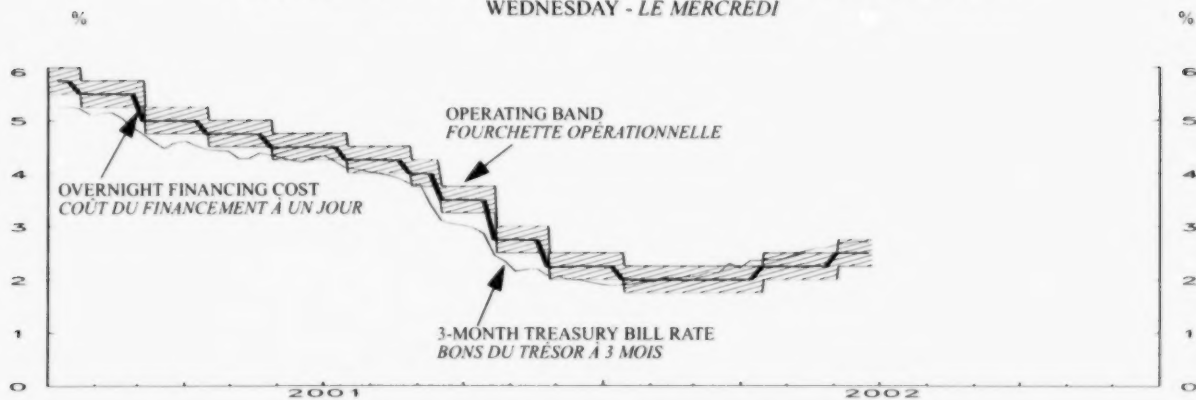 WEDNESDAY - LE MERCREDI
% %
6 6
5 5
OPERATING BAND
FOURCHETTE OPÉRATIONNELLE
4 4
OVERNIGHT FINANCING COST
COÛT DU FINANCEMENT À UN JOUR
3 3
2 2
3-MONTH TREASURY BILL RATE
BONS DU TRÉSOR À 3 MOIS
1 1
0 0
2001 2002